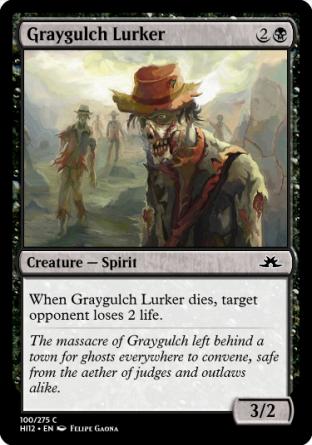 Graygulch Lurker 2
Creature — Spirit
When Graygulch Lurker dies, target
opponent loses 2 life.
The massacre of Graygulch left behind a
town for ghosts everywhere to convene, safe
from the aether of judges and outlaws
alike.
3/2
100/275 C
HI12 • EN Felipe Gaona